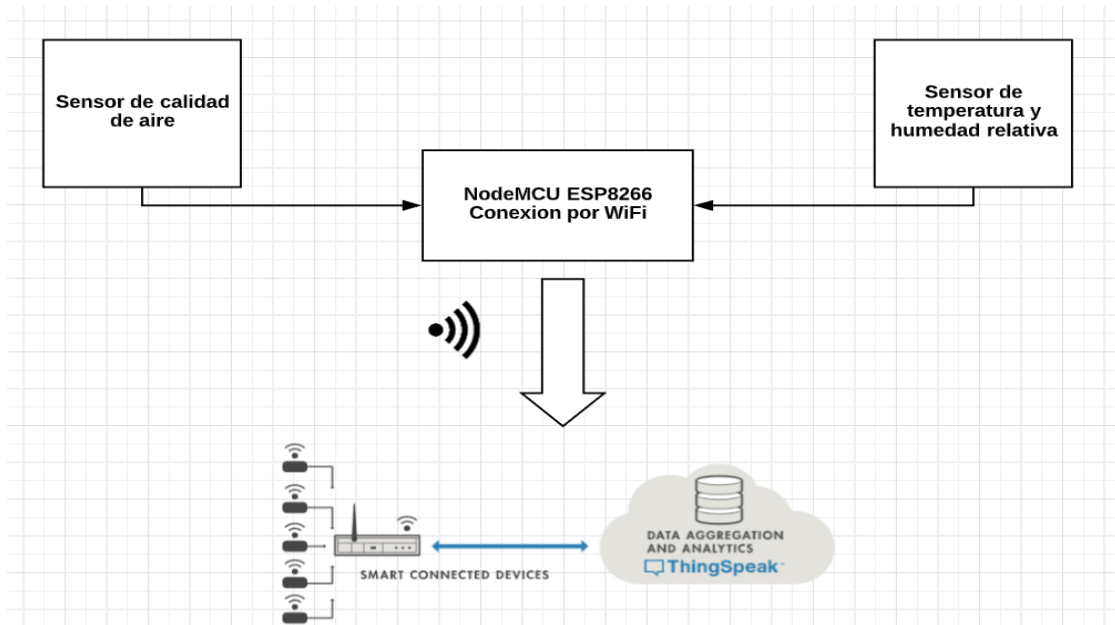 Sensor de calidad
de aire
Sensor de
temperatura y
humedad relativa
NodeMCU ESP8266
Conexion por WiFi
SMART CONNECTED DEVICES
DATA AGGREGATION
AND ANALYTICS
ThingSpeak™